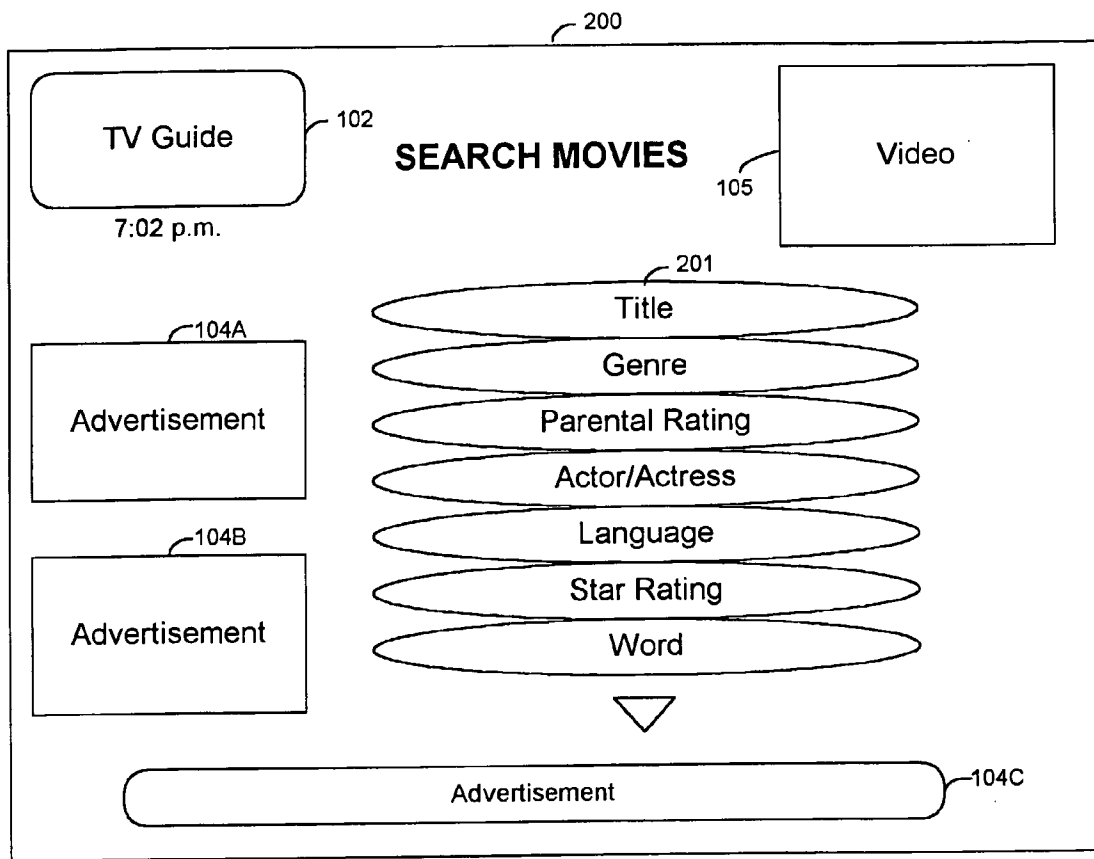 200
TV Guide
102
SEARCH MOVIES
Video
105
7:02 p.m.
201
Title
104A
Genre
Advertisement
Parental Rating
Actor/Actress
104B
Language
Advertisement
Star Rating
Word
Advertisement
104C